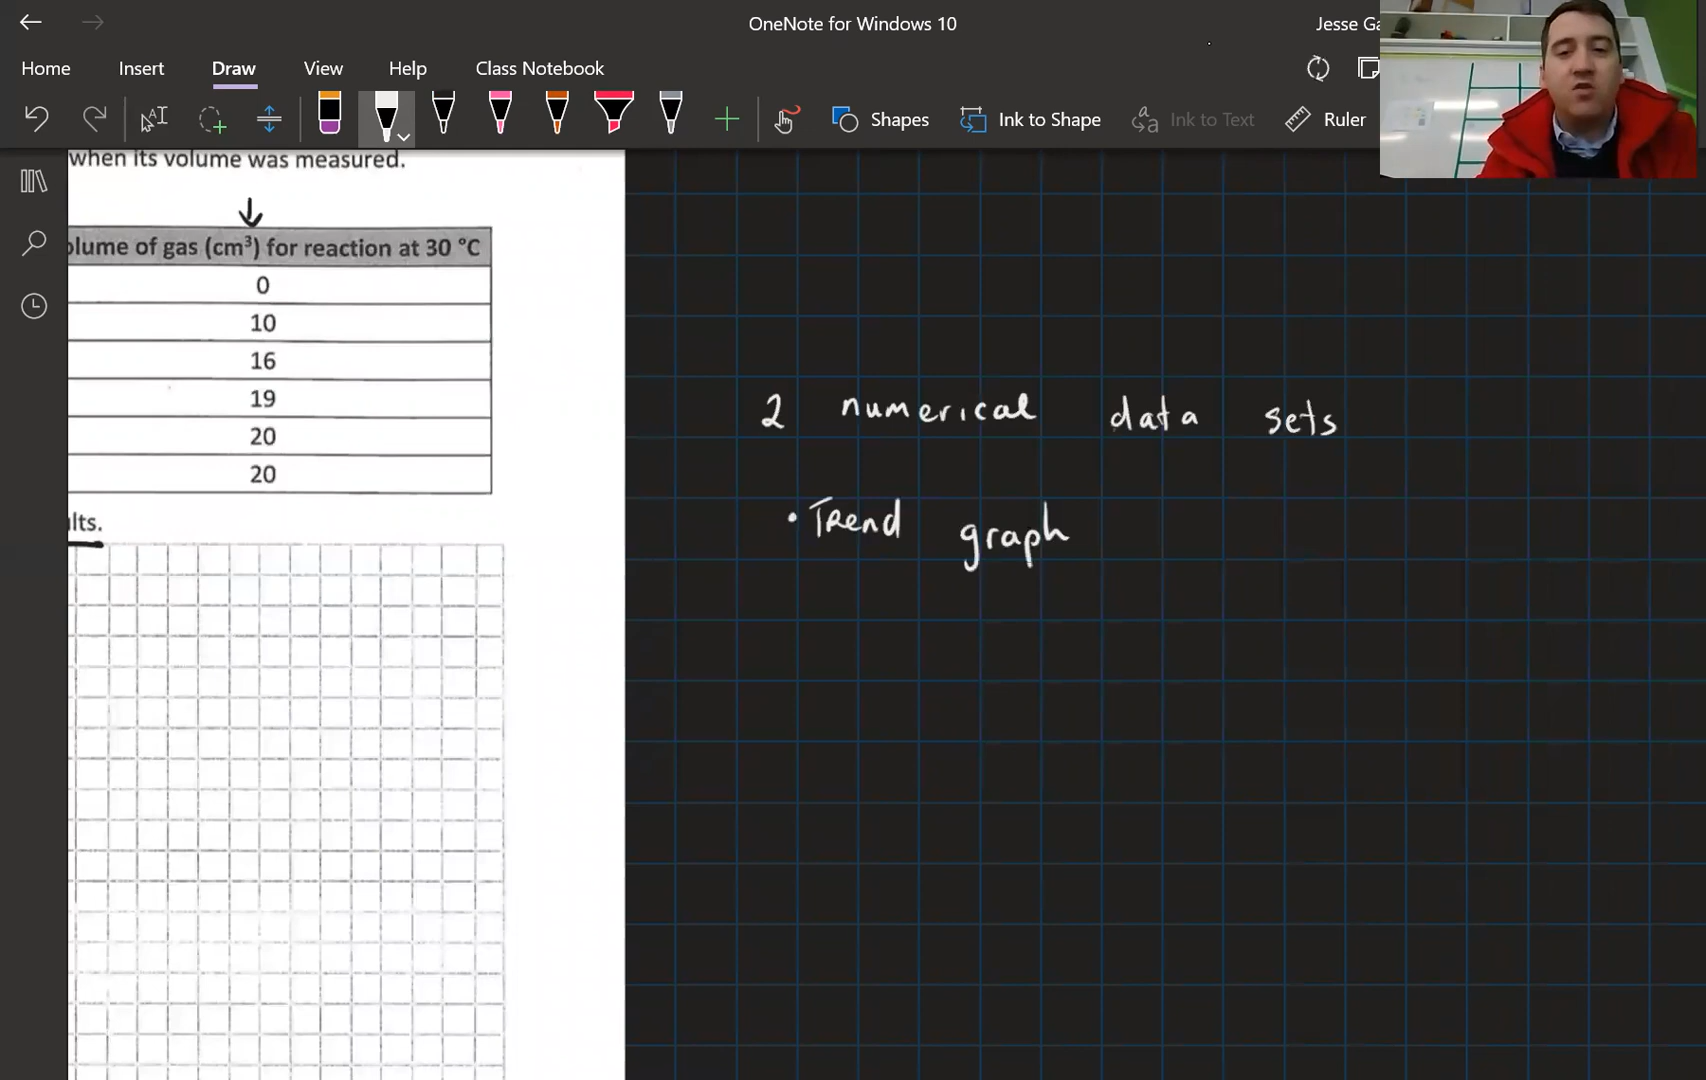 OneNote for Windows 10
Jesse Ga
Home Insert Draw View Help Class Notebook
Shapes Ink to Shape Ink to Text Ruler
when its volume was measured.
olume of gas (cm³) for reaction at 30 °C
0
10
16
19
20
20
ults.
2 numerical data sets
• Trend graph